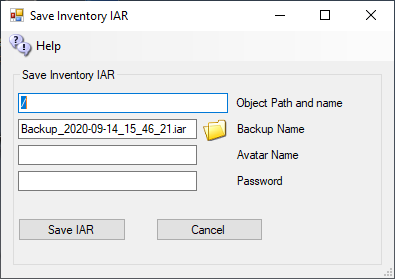 Save Inventory IAR
Help
Save Inventory IAR
/ Object Path and name
Backup_2020-09-14_15_46_21.iar Backup Name
Avatar Name
Password
Save IAR Cancel